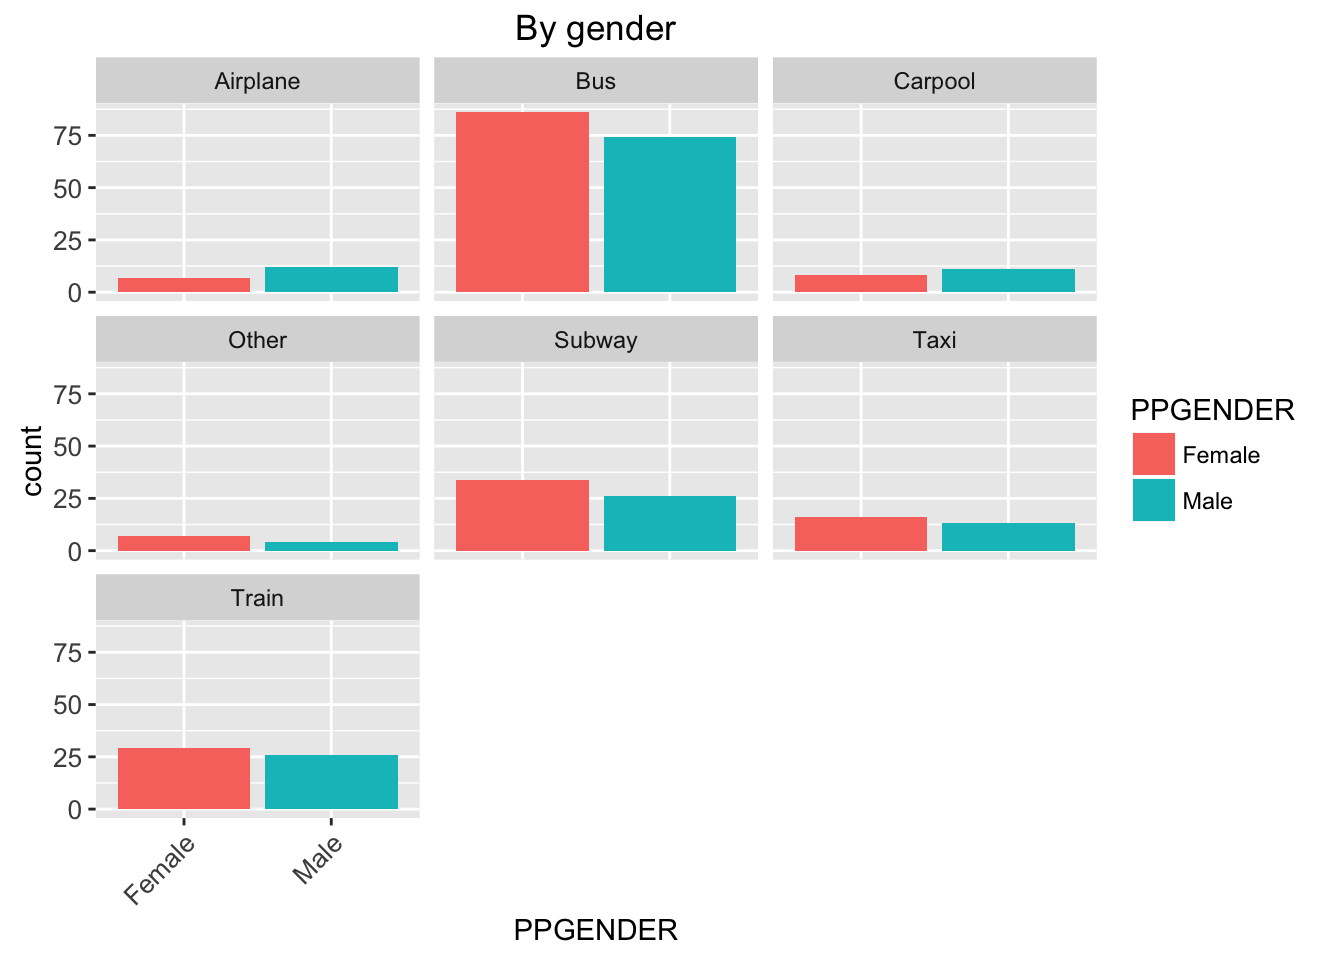 By gender
Airplane
Bus
Carpool
75
50
25
0
Other
Subway
Taxi
75
50
25
0
count
PPGENDER
Female
Male
Train
75
50
25
0
Female
Male
PPGENDER